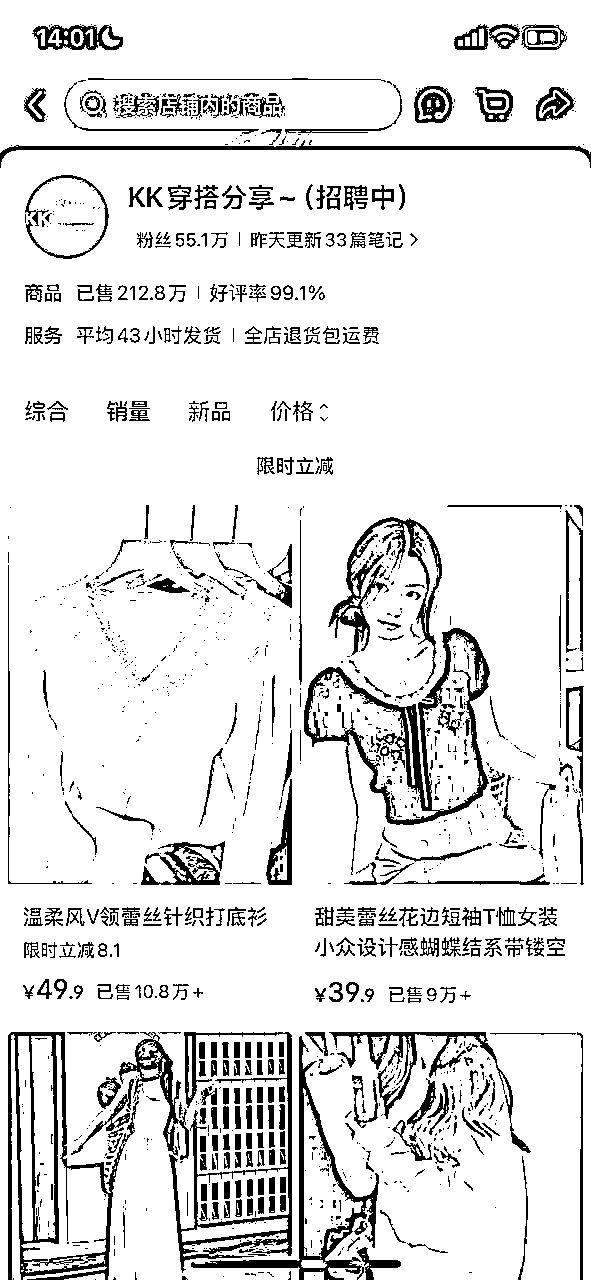 14:01
搜索店铺内的商品
KK
KK穿搭分享~（招聘中）
粉丝55.1万 | 昨天更新33篇笔记 >
商品 已售212.8万 | 好评率99.1%
服务 平均43小时发货 | 全店退货包运费
综合 销量 新品 价格
限时立减
温柔风V领蕾丝针织打底衫
限时立减8.1
¥49.9 已售10.8万+
甜美蕾丝花边短袖T恤女装
小众设计感蝴蝶结系带镂空
¥39.9 已售9万+